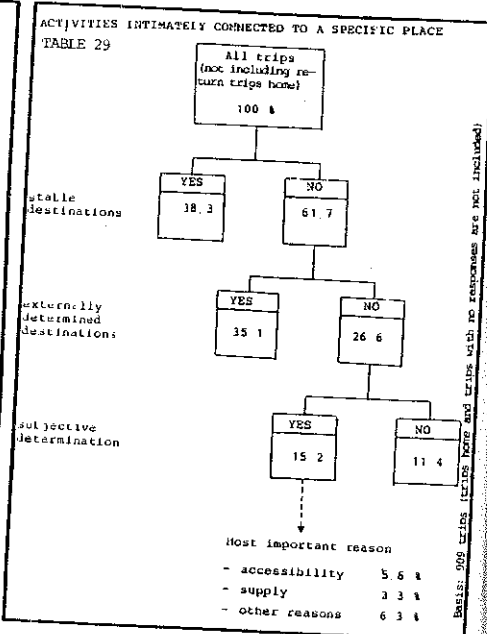 ACTIVITIES INTIMATELY CONNECTED TO A SPECIFIC PLACE
TABLE 29
All trips
(not including re-
turn trips home)
100 %
stable
destinations
YES
38.3
NO
61.7
externally
determined
destinations
YES
35 1
NO
26 6
subjective
determination
YES
15 2
NO
11 4
Most important reason
- accessibility 5.6 %
- supply 3 3 %
- other reasons 6 3 %
Basis: 909 trips (trips home and trips with no responses are not included)